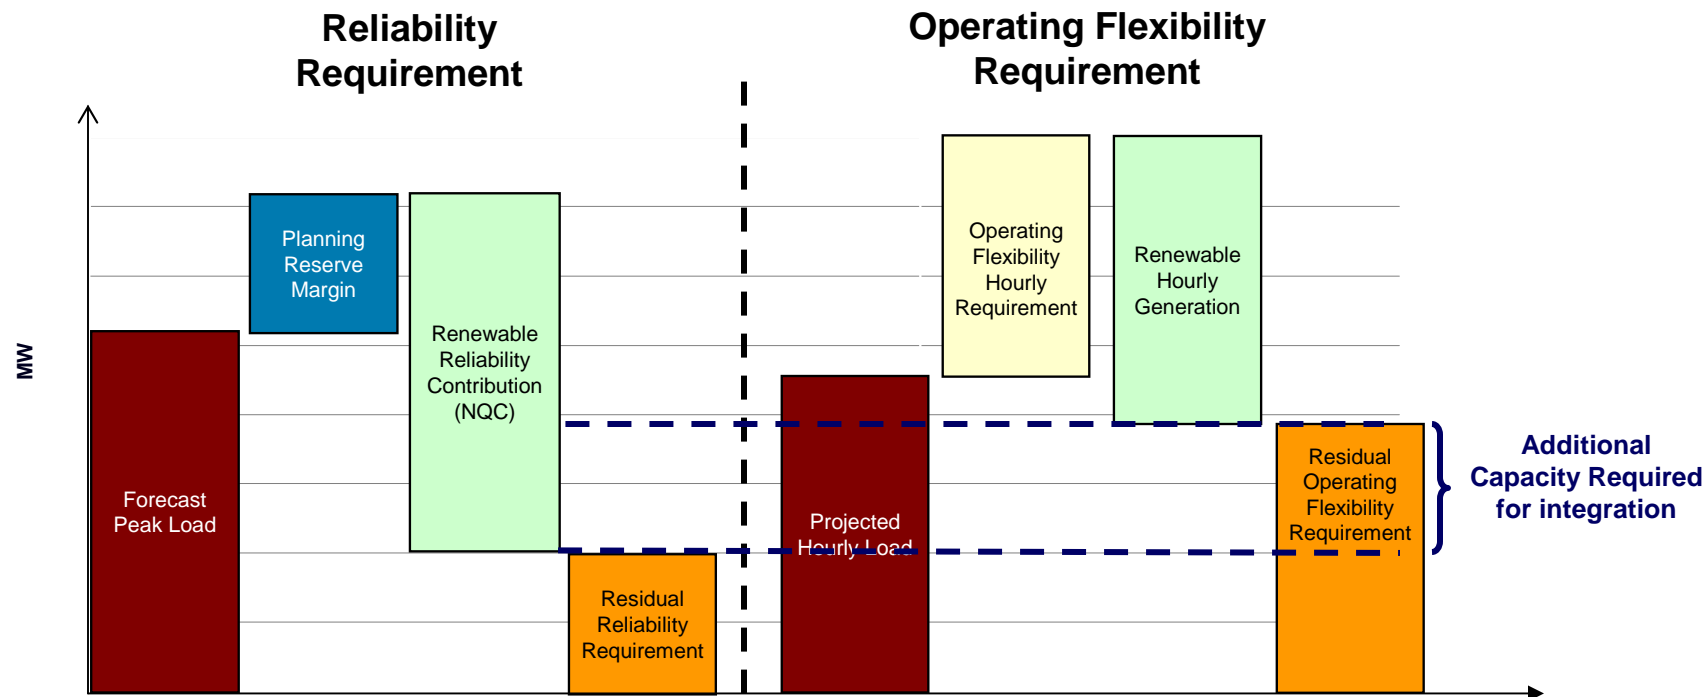 Reliability
Requirement
Operating Flexibility
Requirement
MW
Forecast
Peak Load
Planning
Reserve
Margin
Renewable
Reliability
Contribution
(NQC)
Residual
Reliability
Requirement
Projected
Hourly Load
Operating
Flexibility
Hourly
Requirement
Renewable
Hourly
Generation
Residual
Operating
Flexibility
Requirement
Additional
Capacity Required
for integration